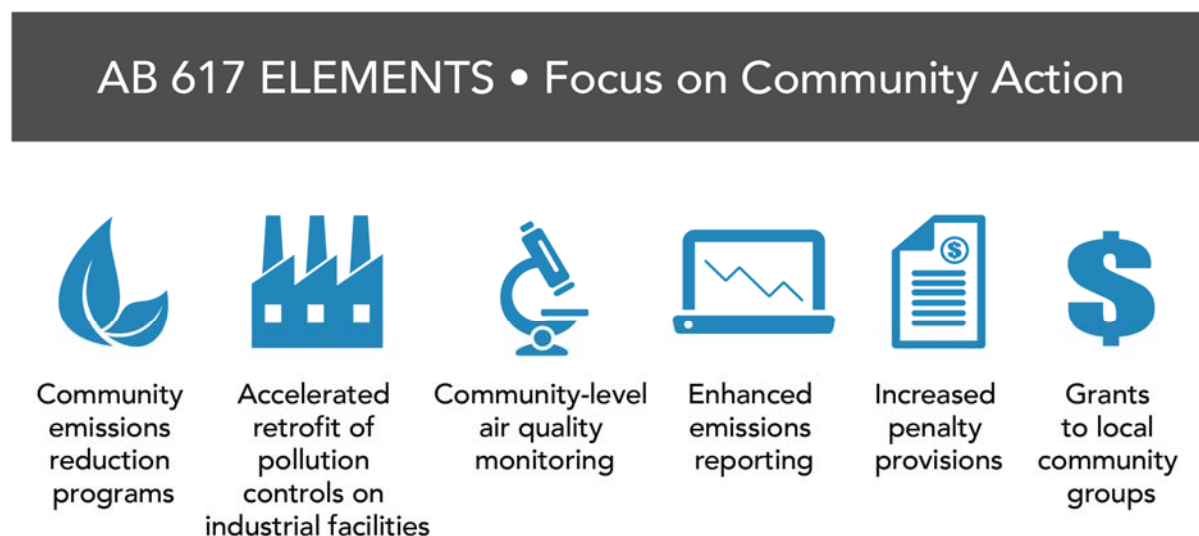 AB 617 ELEMENTS • Focus on Community Action
Community
emissions
reduction
programs
Accelerated
retrofit of
pollution
controls on
industrial facilities
Community-level
air quality
monitoring
Enhanced
emissions
reporting
$
Increased
penalty
provisions
$
Grants
to local
community
groups